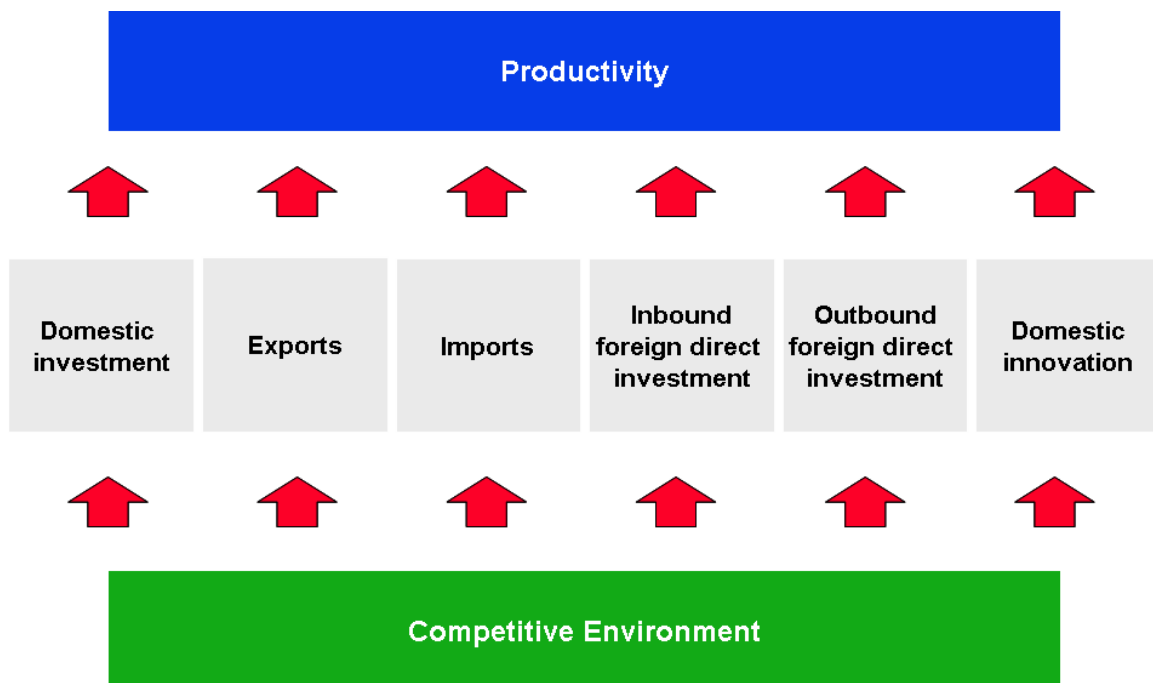 Productivity
Domestic
investment
Exports
Imports
Inbound
foreign direct
investment
Outbound
foreign direct
investment
Domestic
innovation
Competitive Environment